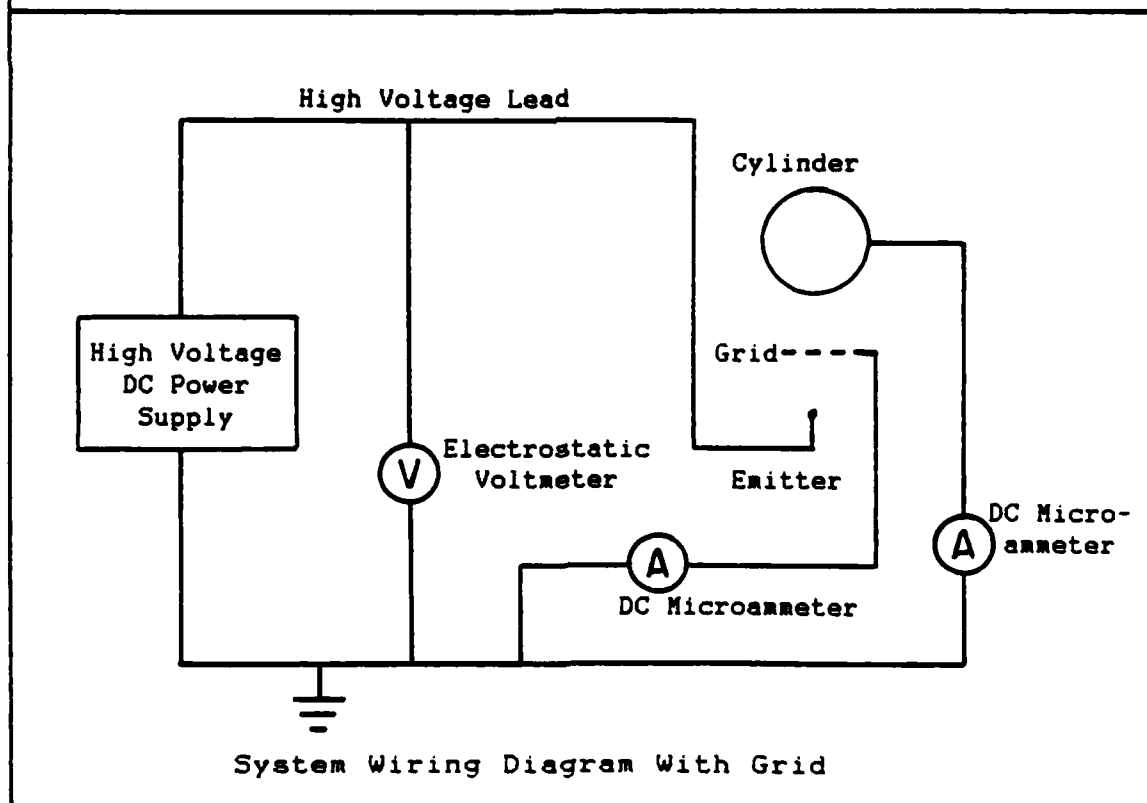 High Voltage Lead
Cylinder
High Voltage
DC Power
Supply
Grid
V
Electrostatic
Voltmeter
Emitter
DC Micro-
ammeter
A
A
DC Microammeter
System Wiring Diagram With Grid